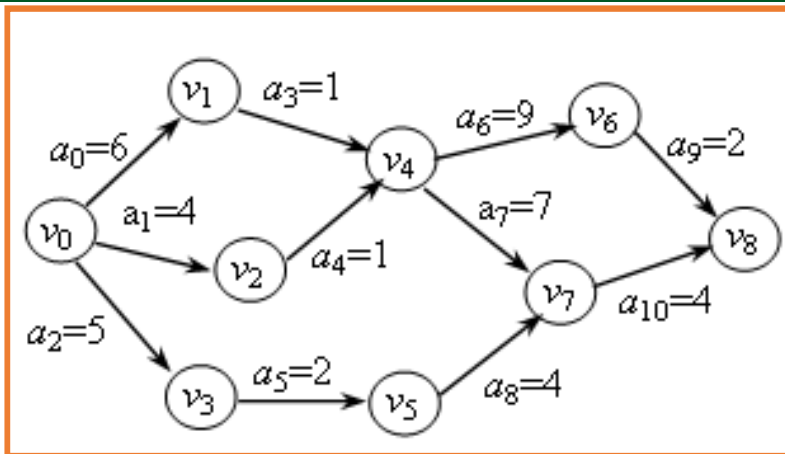 v1
a3=1
a6=9
v6
a0=6
v4
a9=2
a1=4
a7=7
v0
v2
a4=1
v8
v7
a10=4
a2=5
a5=2
v3
v5
a8=4